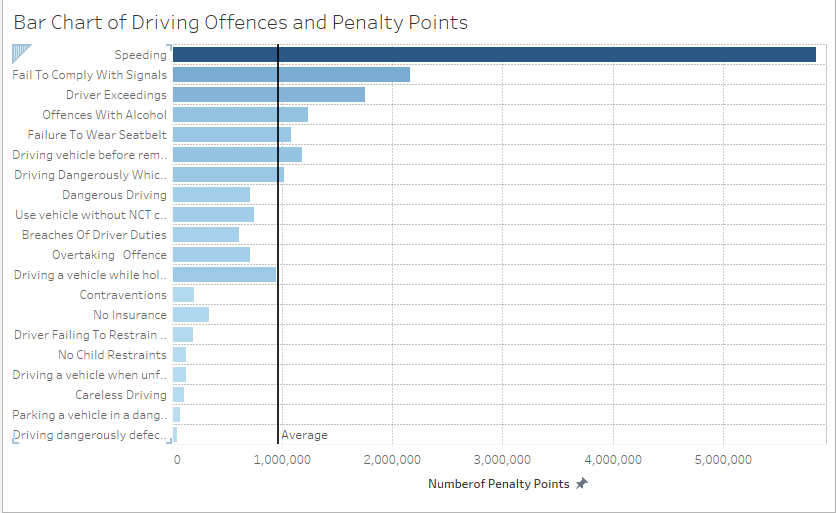 Bar Chart of Driving Offences and Penalty Points
Speeding
Fail To Comply With Signals
Driver Exceedings
Offences With Alcohol
Failure To Wear Seatbelt
Driving vehicle before rem..
Driving Dangerously Whic..
Dangerous Driving
Use vehicle without NCT c..
Breaches Of Driver Duties
Overtaking Offence
Driving a vehicle while hol..
Contraventions
No Insurance
Driver Failing To Restrain ..
No Child Restraints
Driving a vehicle when unf..
Careless Driving
Parking a vehicle in a dang..
Driving dangerously defec..
Average
0 1,000,000 2,000,000 3,000,000 4,000,000 5,000,000
Numberof Penalty Points